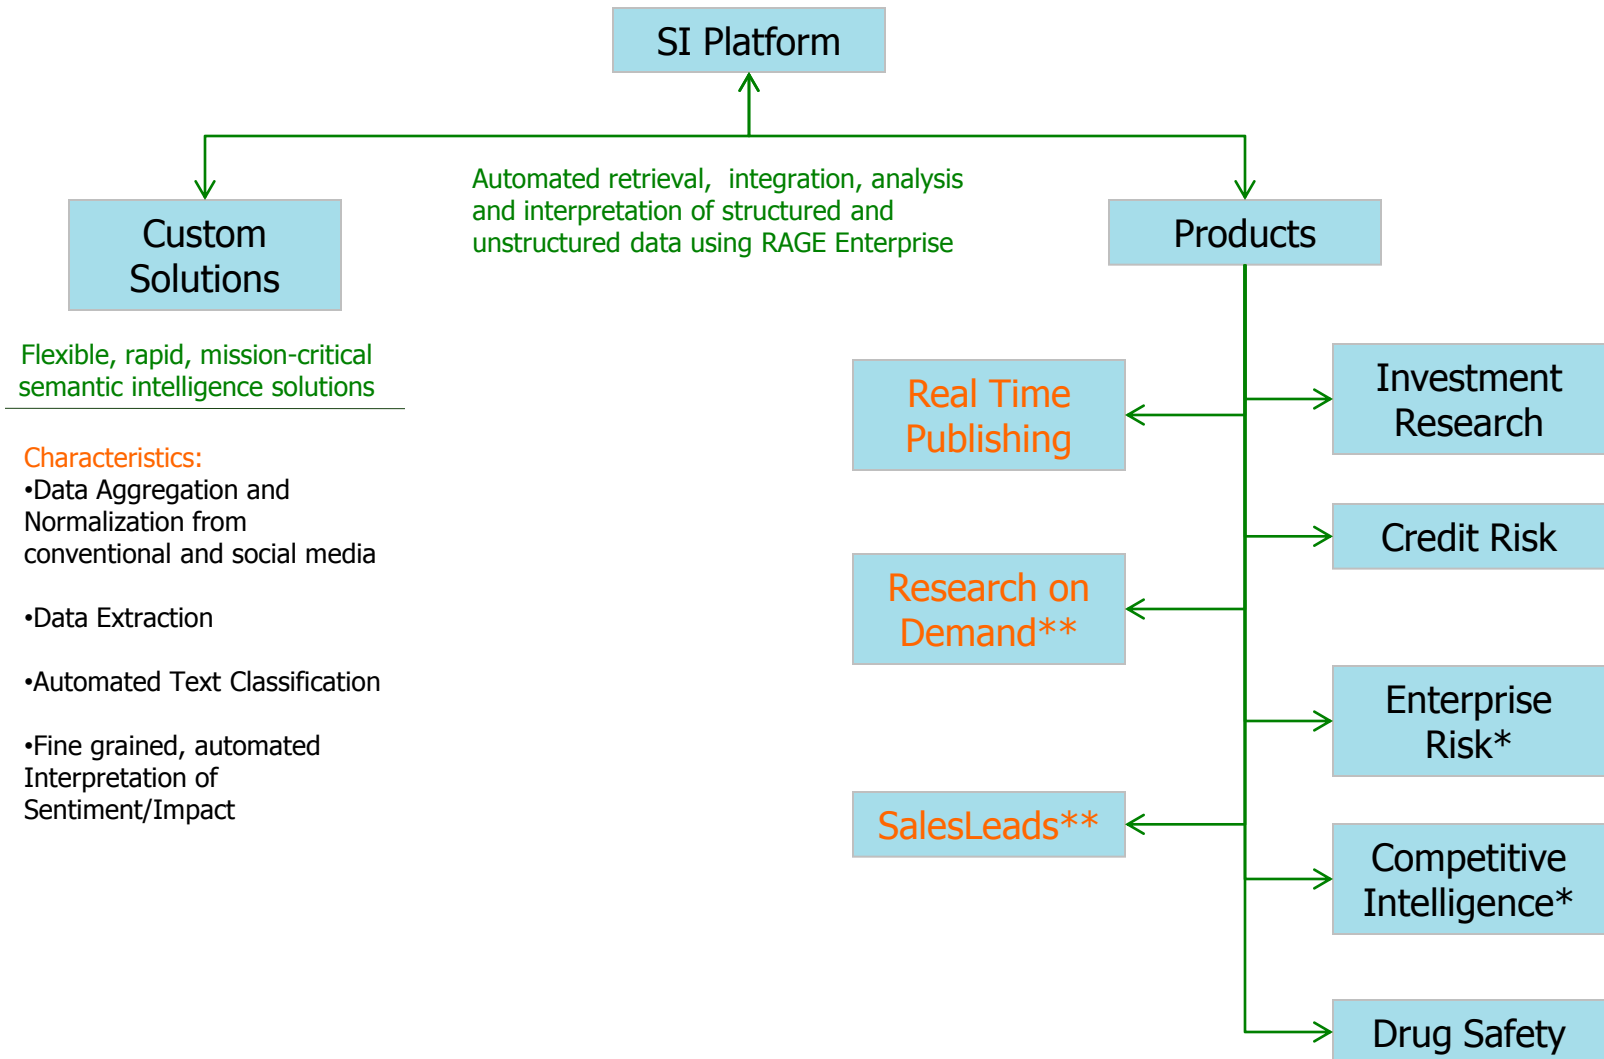 SI Platform
Automated retrieval,  integration, analysis
and interpretation of structured and
unstructured data using RAGE Enterprise
Custom
Solutions
Products
Flexible, rapid, mission-critical
semantic intelligence solutions
Characteristics:
•Data Aggregation and
Normalization from
conventional and social media
•Data Extraction
•Automated Text Classification
•Fine grained, automated
Interpretation of
Sentiment/Impact
Real Time
Publishing
Research on
Demand**
SalesLeads**
Investment
Research
Credit Risk
Enterprise
Risk*
Competitive
Intelligence*
Drug Safety